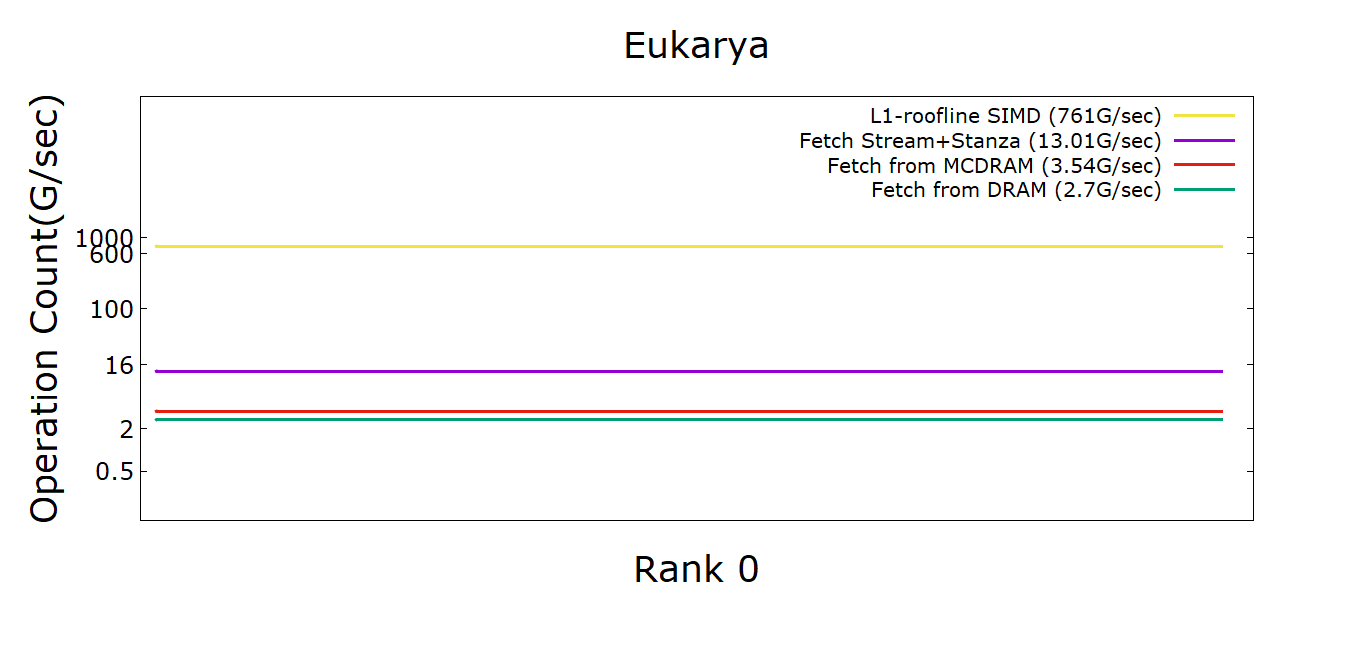 Eukarya
Operation Count(G/sec)
L1-roofline SIMD (761G/sec)
Fetch Stream+Stanza (13.01G/sec)
Fetch from MCDRAM (3.54G/sec)
Fetch from DRAM (2.7G/sec)
1000
600
100
16
2
0.5
Rank 0